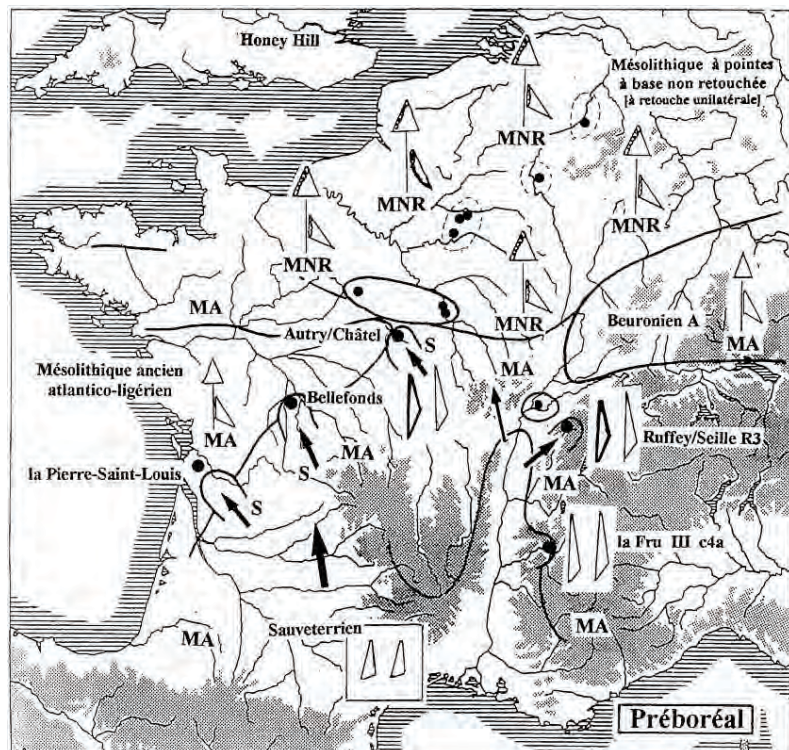 Honey Hill
Mésolithique à pointes
à base non retouchée
[à retouche unilatérale]
MNR
MNR
MNR
MNR
MNR
MA
Autry/Châtel
S
Beuronien A
MA
MA
Mésolithique ancien
atlantico-ligérien
Bellefonds
MA
MA
S
Ruffey/Seille R3
la Pierre-Saint-Louis
S
MA
la Fru III c4a
MA
Sauveterrien
MA
Préboréal